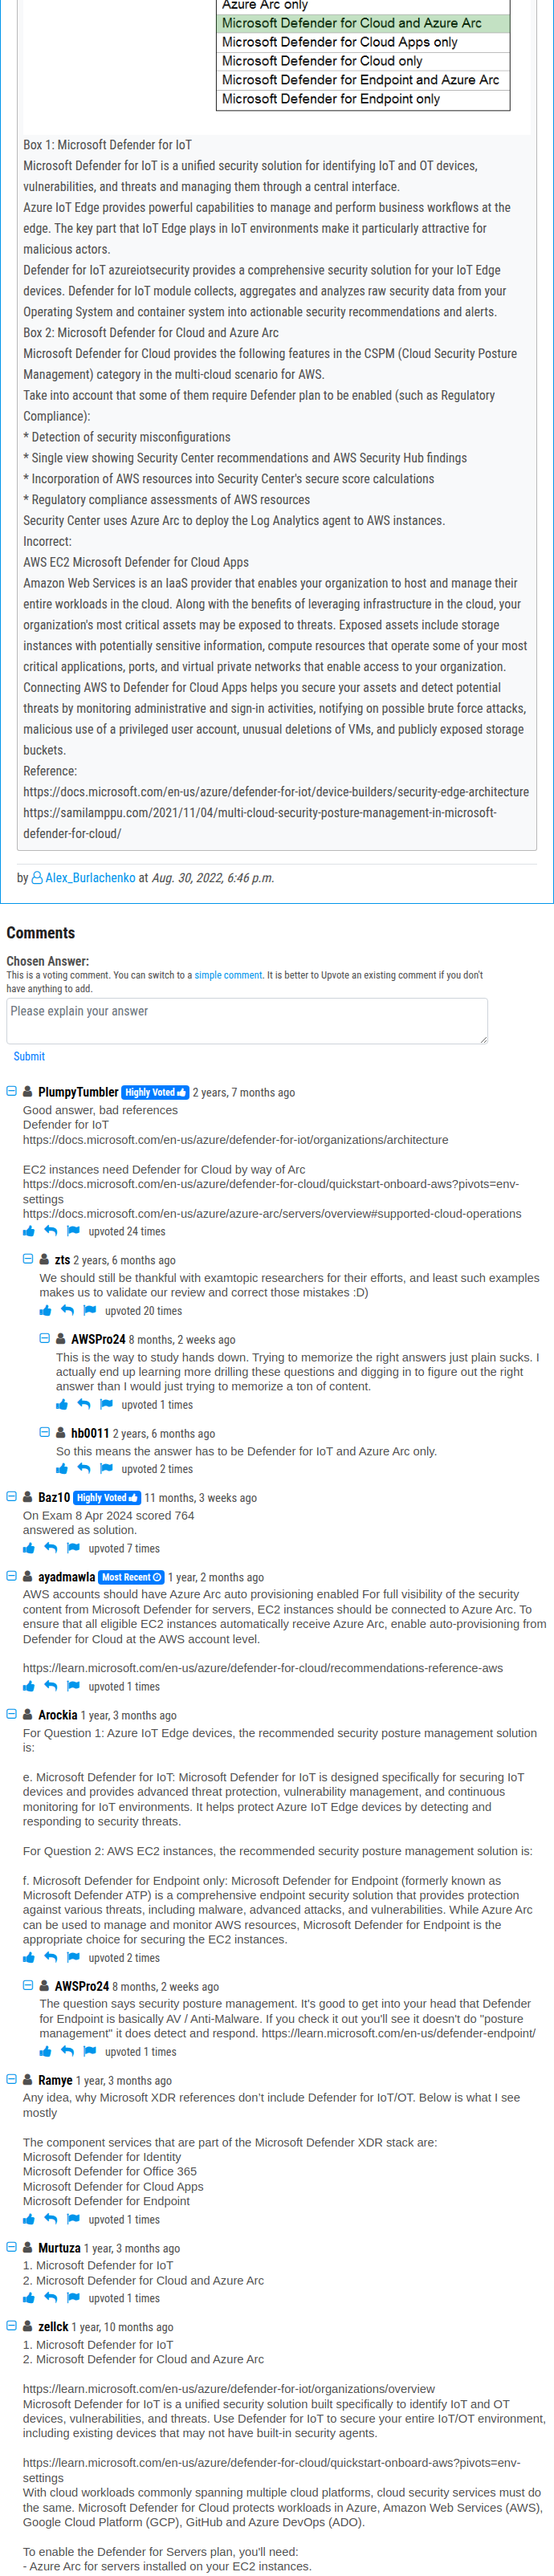 Azure Arc only
Microsoft Defender for Cloud and Azure Arc
Microsoft Defender for Cloud Apps only
Microsoft Defender for Cloud only
Microsoft Defender for Endpoint and Azure Arc
Microsoft Defender for Endpoint only
Box 1: Microsoft Defender for IoT
Microsoft Defender for IoT is a unified security solution for identifying IoT and OT devices,
vulnerabilities, and threats and managing them through a central interface.
Azure IoT Edge provides powerful capabilities to manage and perform business workflows at the
edge. The key part that IoT Edge plays in IoT environments make it particularly attractive for
malicious actors.
Defender for IoT azureiotsecurity provides a comprehensive security solution for your IoT Edge
devices. Defender for IoT module collects, aggregates and analyzes raw security data from your
Operating System and container system into actionable security recommendations and alerts.
Box 2: Microsoft Defender for Cloud and Azure Arc
Microsoft Defender for Cloud provides the following features in the CSPM (Cloud Security Posture
Management) category in the multi-cloud scenario for AWS.
Take into account that some of them require Defender plan to be enabled (such as Regulatory
Compliance):
* Detection of security misconfigurations
* Single view showing Security Center recommendations and AWS Security Hub findings
* Incorporation of AWS resources into Security Center's secure score calculations
* Regulatory compliance assessments of AWS resources
Security Center uses Azure Arc to deploy the Log Analytics agent to AWS instances.
Incorrect:
AWS EC2 Microsoft Defender for Cloud Apps
Amazon Web Services is an IaaS provider that enables your organization to host and manage their
entire workloads in the cloud. Along with the benefits of leveraging infrastructure in the cloud, your
organization's most critical assets may be exposed to threats. Exposed assets include storage
instances with potentially sensitive information, compute resources that operate some of your most
critical applications, ports, and virtual private networks that enable access to your organization.
Connecting AWS to Defender for Cloud Apps helps you secure your assets and detect potential
threats by monitoring administrative and sign-in activities, notifying on possible brute force attacks,
malicious use of a privileged user account, unusual deletions of VMs, and publicly exposed storage
buckets.
Reference:
https://docs.microsoft.com/en-us/azure/defender-for-iot/device-builders/security-edge-architecture
https://samilamppu.com/2021/11/04/multi-cloud-security-posture-management-in-microsoft-
defender-for-cloud/
by Alex_Burlachenko at Aug. 30, 2022, 6:46 p.m.
Comments
Chosen Answer:
This is a voting comment. You can switch to a simple comment. It is better to Upvote an existing comment if you don't
have anything to add.
Please explain your answer
Submit
PlumpyTumbler Highly Voted 2 years, 7 months ago
Good answer, bad references
Defender for IoT
https://docs.microsoft.com/en-us/azure/defender-for-iot/organizations/architecture
EC2 instances need Defender for Cloud by way of Arc
https://docs.microsoft.com/en-us/azure/defender-for-cloud/quickstart-onboard-aws?pivots=env-
settings
https://docs.microsoft.com/en-us/azure/azure-arc/servers/overview#supported-cloud-operations
upvoted 24 times
zts 2 years, 6 months ago
We should still be thankful with examtopic researchers for their efforts, and least such examples
makes us to validate our review and correct those mistakes :D)
upvoted 20 times
AWSPro24 8 months, 2 weeks ago
This is the way to study hands down. Trying to memorize the right answers just plain sucks. I
actually end up learning more drilling these questions and digging in to figure out the right
answer than I would just trying to memorize a ton of content.
upvoted 1 times
hb0011 2 years, 6 months ago
So this means the answer has to be Defender for IoT and Azure Arc only.
upvoted 2 times
Baz10 Highly Voted 11 months, 3 weeks ago
On Exam 8 Apr 2024 scored 764
answered as solution.
upvoted 7 times
ayadmawla Most Recent 1 year, 2 months ago
AWS accounts should have Azure Arc auto provisioning enabled For full visibility of the security
content from Microsoft Defender for servers, EC2 instances should be connected to Azure Arc. To
ensure that all eligible EC2 instances automatically receive Azure Arc, enable auto-provisioning from
Defender for Cloud at the AWS account level.
https://learn.microsoft.com/en-us/azure/defender-for-cloud/recommendations-reference-aws
upvoted 1 times
Arockia 1 year, 3 months ago
For Question 1: Azure IoT Edge devices, the recommended security posture management solution
is:
e. Microsoft Defender for IoT: Microsoft Defender for IoT is designed specifically for securing IoT
devices and provides advanced threat protection, vulnerability management, and continuous
monitoring for IoT environments. It helps protect Azure IoT Edge devices by detecting and
responding to security threats.
For Question 2: AWS EC2 instances, the recommended security posture management solution is:
f. Microsoft Defender for Endpoint only: Microsoft Defender for Endpoint (formerly known as
Microsoft Defender ATP) is a comprehensive endpoint security solution that provides protection
against various threats, including malware, advanced attacks, and vulnerabilities. While Azure Arc
can be used to manage and monitor AWS resources, Microsoft Defender for Endpoint is the
appropriate choice for securing the EC2 instances.
upvoted 2 times
AWSPro24 8 months, 2 weeks ago
The question says security posture management. It's good to get into your head that Defender
for Endpoint is basically AV / Anti-Malware. If you check it out you'll see it doesn't do "posture
management" it does detect and respond. https://learn.microsoft.com/en-us/defender-endpoint/
upvoted 1 times
Ramye 1 year, 3 months ago
Any idea, why Microsoft XDR references don't include Defender for IoT/OT. Below is what I see
mostly
The component services that are part of the Microsoft Defender XDR stack are:
Microsoft Defender for Identity
Microsoft Defender for Office 365
Microsoft Defender for Cloud Apps
Microsoft Defender for Endpoint
upvoted 1 times
Murtuza 1 year, 3 months ago
1. Microsoft Defender for IoT
2. Microsoft Defender for Cloud and Azure Arc
upvoted 1 times
zellck 1 year, 10 months ago
1. Microsoft Defender for IoT
2. Microsoft Defender for Cloud and Azure Arc
https://learn.microsoft.com/en-us/azure/defender-for-iot/organizations/overview
Microsoft Defender for IoT is a unified security solution built specifically to identify IoT and OT
devices, vulnerabilities, and threats. Use Defender for IoT to secure your entire IoT/OT environment,
including existing devices that may not have built-in security agents.
https://learn.microsoft.com/en-us/azure/defender-for-cloud/quickstart-onboard-aws?pivots=env-
settings
With cloud workloads commonly spanning multiple cloud platforms, cloud security services must do
the same. Microsoft Defender for Cloud protects workloads in Azure, Amazon Web Services (AWS),
Google Cloud Platform (GCP), GitHub and Azure DevOps (ADO).
To enable the Defender for Servers plan, you'll need:
- Azure Arc for servers installed on your EC2 instances.